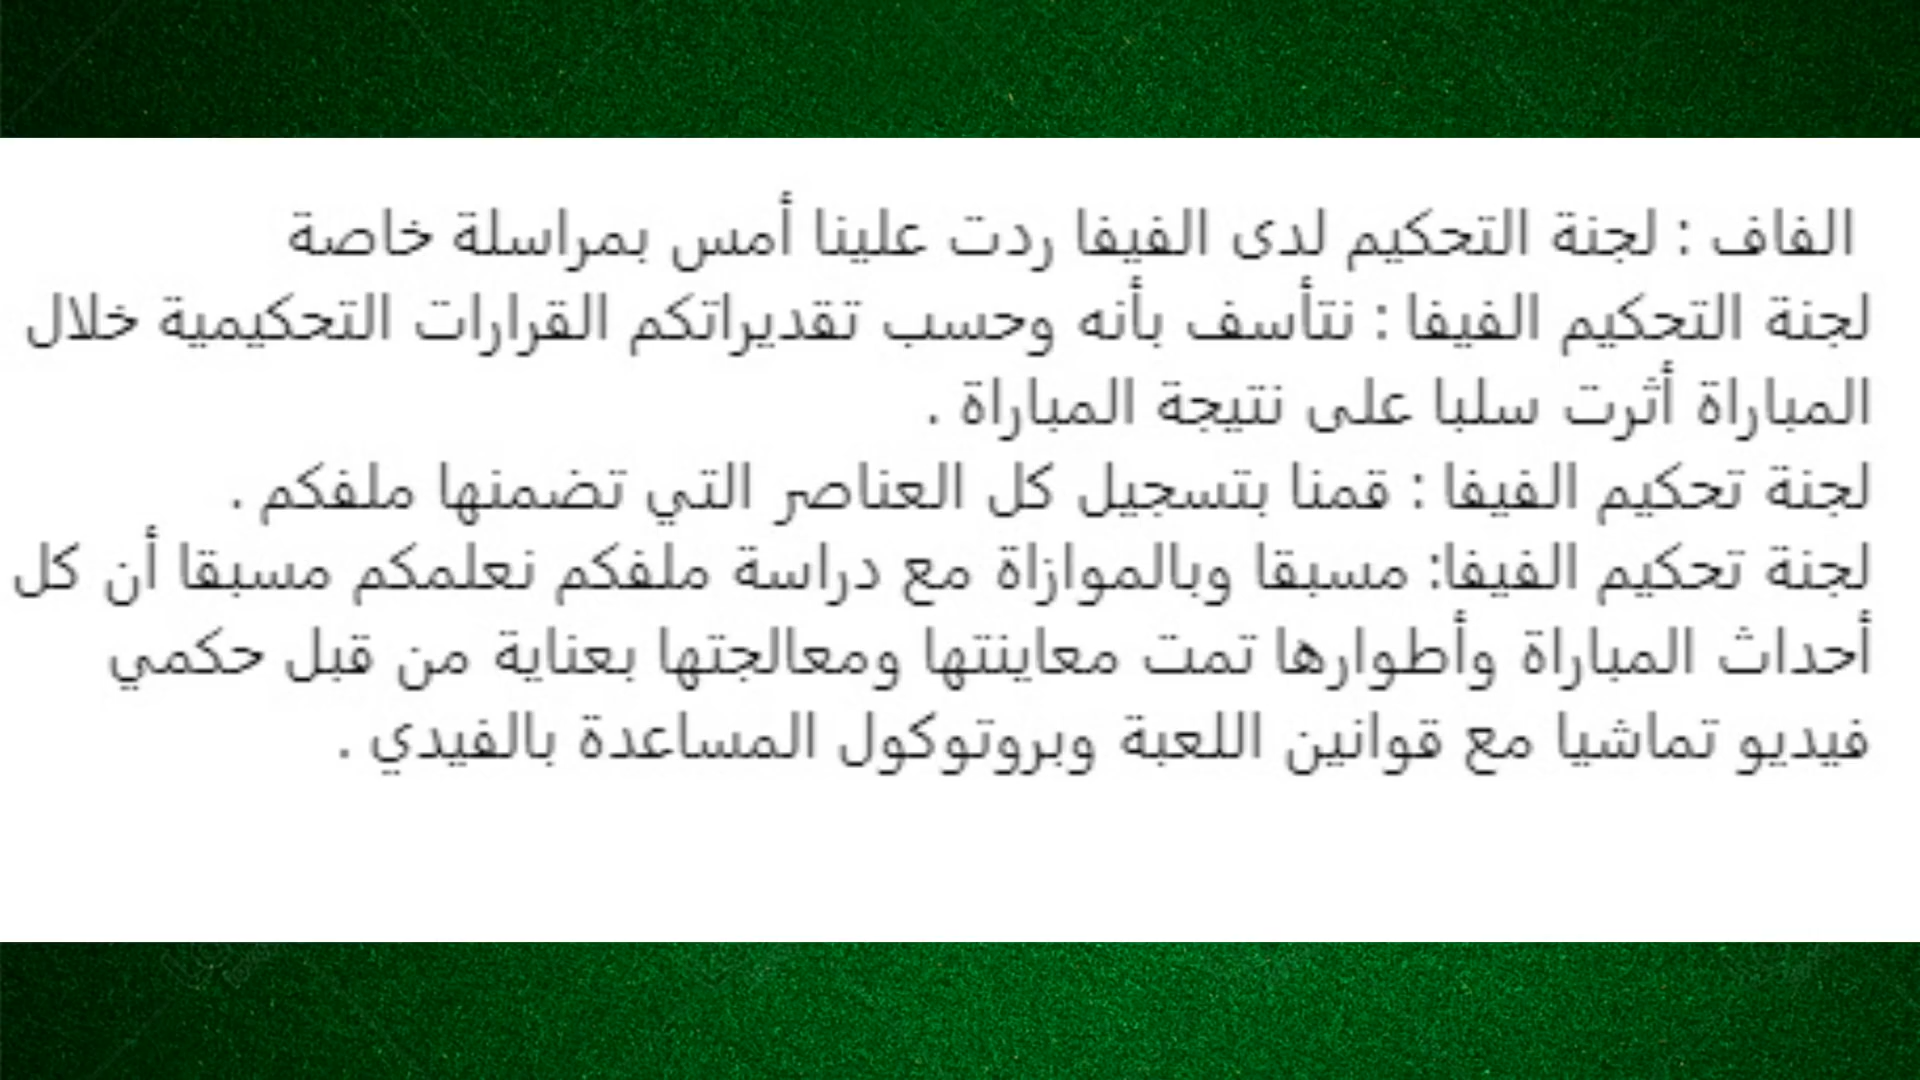 الفاف : لجنة التحكيم لدى الفيفا ردت علينا أمس بمراسلة خاصة
لجنة التحكيم الفيفا : نتأسف بأنه وحسب تقديراتكم القرارات التحكيمية خلال
المباراة أثرت سلبا على نتيجة المباراة .
لجنة تحكيم الفيفا : قمنا بتسجيل كل العناصر التي تضمنها ملفكم .
لجنة تحكيم الفيفا: مسبقا وبالموازاة مع دراسة ملفكم نعلمكم مسبقا أن كل
أحداث المباراة وأطوارها تمت معاينتها ومعالجتها بعناية من قبل حكمي
فيديو تماشيا مع قوانين اللعبة وبروتوكول المساعدة بالفيدي .